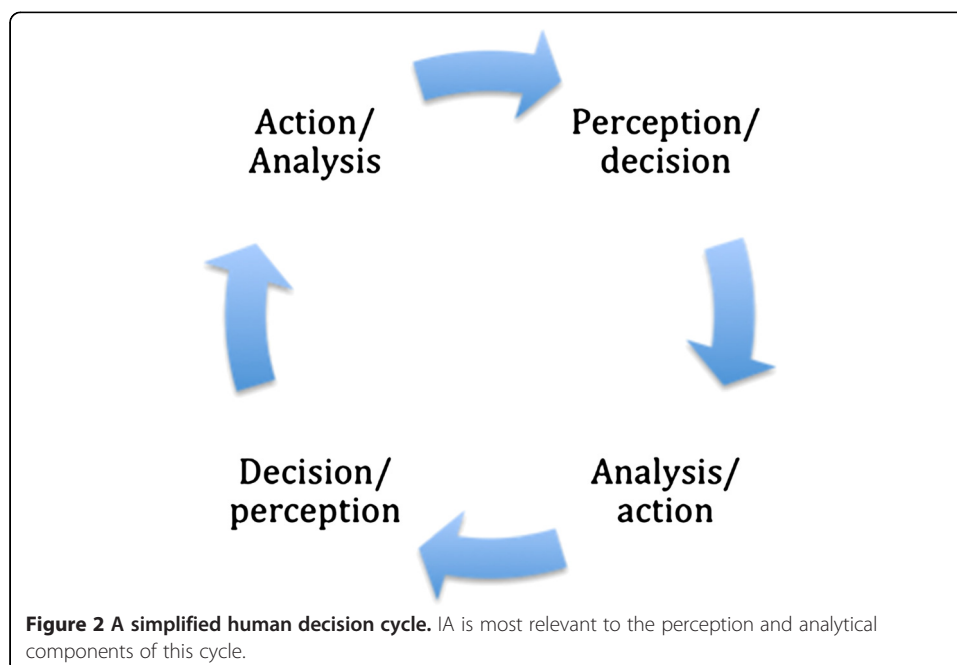 Action/
Analysis
Perception/
decision
Analysis/
action
Decision/
perception
Figure 2 A simplified human decision cycle. IA is most relevant to the perception and analytical
components of this cycle.